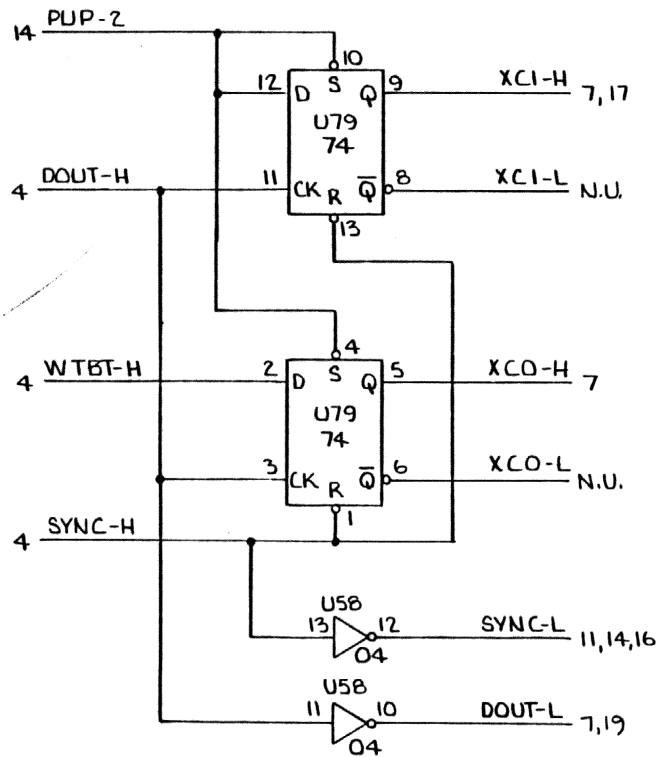 14 PUP-2
10
12 D S Q 9 XC1-H 7,17
U79
74
4 DOUT-H 11 CK R Q̅ 8 XC1-L N.U.
13
4
4 WTBT-H 2 D S Q 5 XC0-H 7
U79
74
3 CK R Q̅ 6 XC0-L N.U.
1
4 SYNC-H
U58
13 12 SYNC-L 11,14,16
04
U58
11 10 DOUT-L 7,19
04